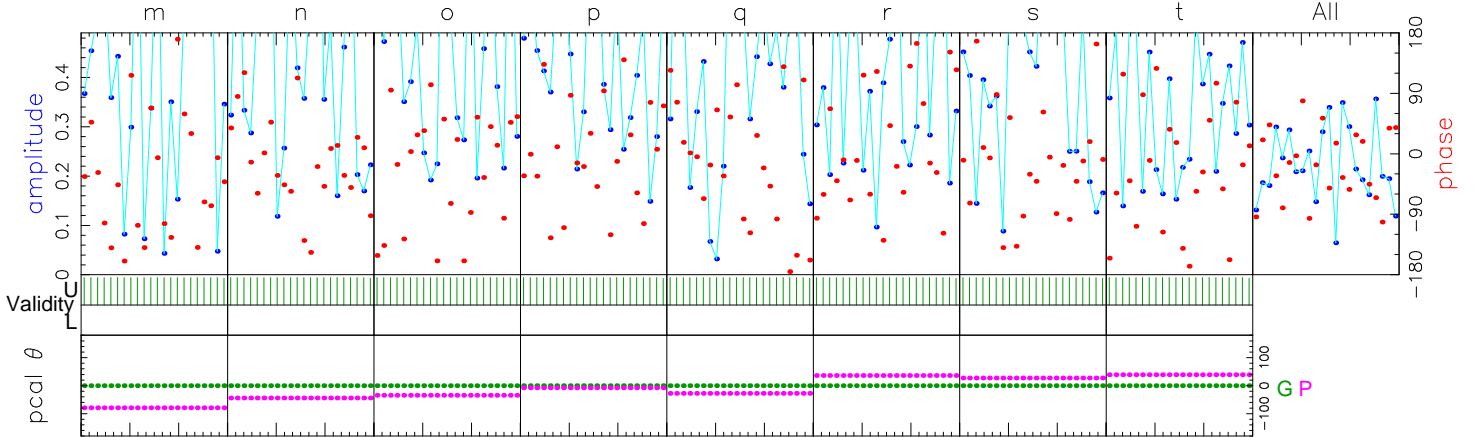 m n o p q r s t All
amplitude
0 0.1 0.2 0.3 0.4
phase
180 90 0 −90 −180
Validity
U
L
pcal θ
100 0 −100
G P